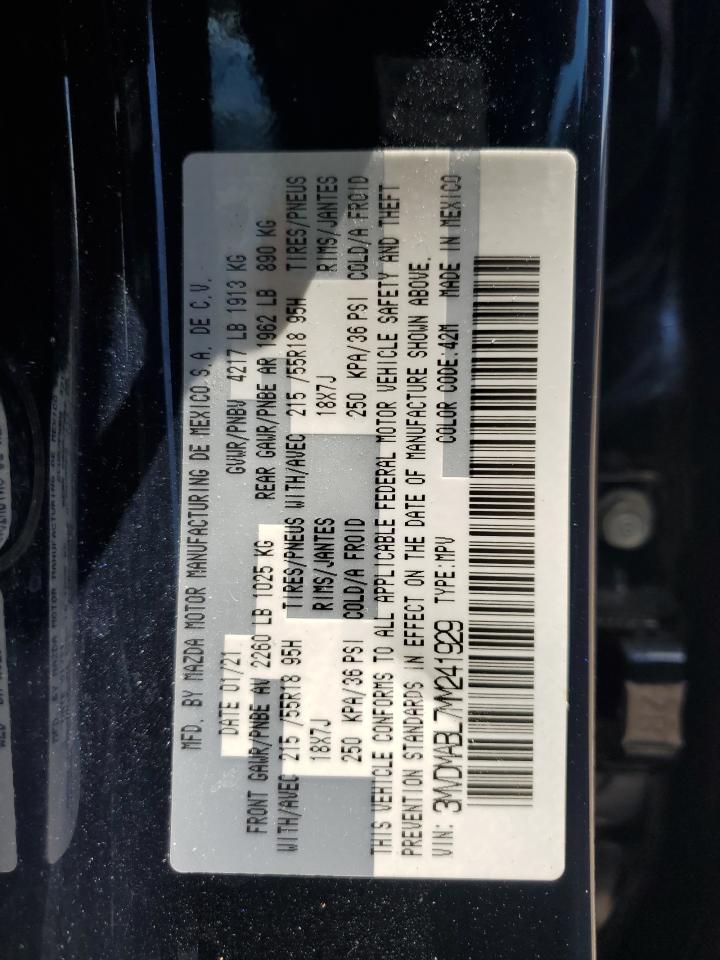 MFD. BY MAZDA MOTOR MANUFACTURING DE MEXICO S.A. DE C.V.
DATE 01/21 GVWR/PNBV 4217 LB 1913 KG
FRONT GAWR/PNBE AV 2260 LB 1025 KG REAR GAWR/PNBE AR 1962 LB 890 KG
WITH/AVEC 215 /55R18 95H TIRES/PNEUS WITH/AVEC 215 /55R18 95H TIRES/PNEUS
18X7J RIMS/JANTES 18X7J RIMS/JANTES
250 KPA/36 PSI COLD/A FROID 250 KPA/36 PSI COLD/A FROID
THIS VEHICLE CONFORMS TO ALL APPLICABLE FEDERAL MOTOR VEHICLE SAFETY AND THEFT
PREVENTION STANDARDS IN EFFECT ON THE DATE OF MANUFACTURE SHOWN ABOVE.
VIN: 3MVDMABL7MM241929 TYPE:MPV COLOR CODE:42M MADE IN MEXICO